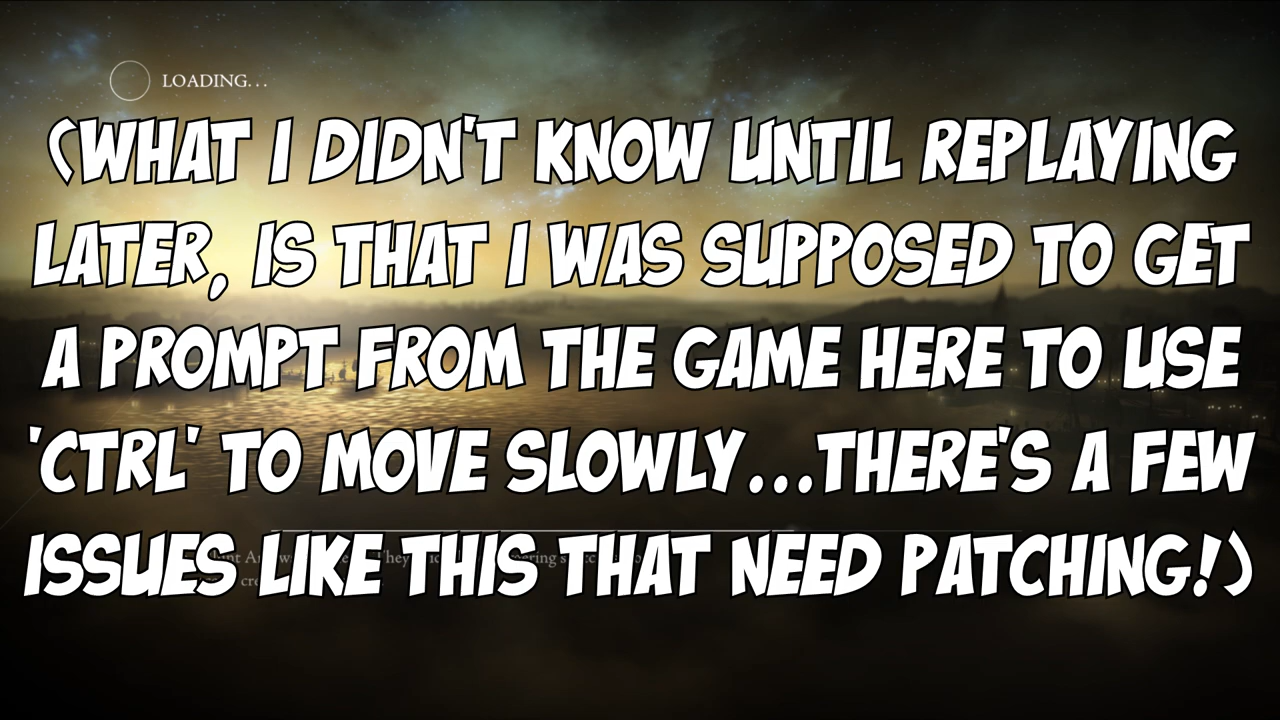 LOADING...
(WHAT I DIDN'T KNOW UNTIL REPLAYING
LATER, IS THAT I WAS SUPPOSED TO GET
A PROMPT FROM THE GAME HERE TO USE
'CTRL' TO MOVE SLOWLY...THERE'S A FEW
ISSUES LIKE THIS THAT NEED PATCHING!)